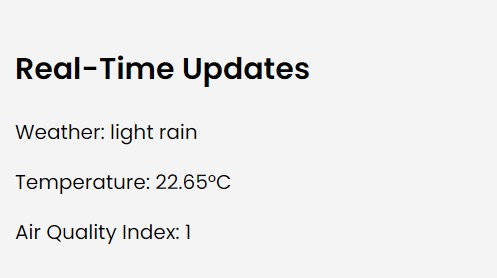 Real-Time Updates
Weather: light rain
Temperature: 22.65°C
Air Quality Index: 1